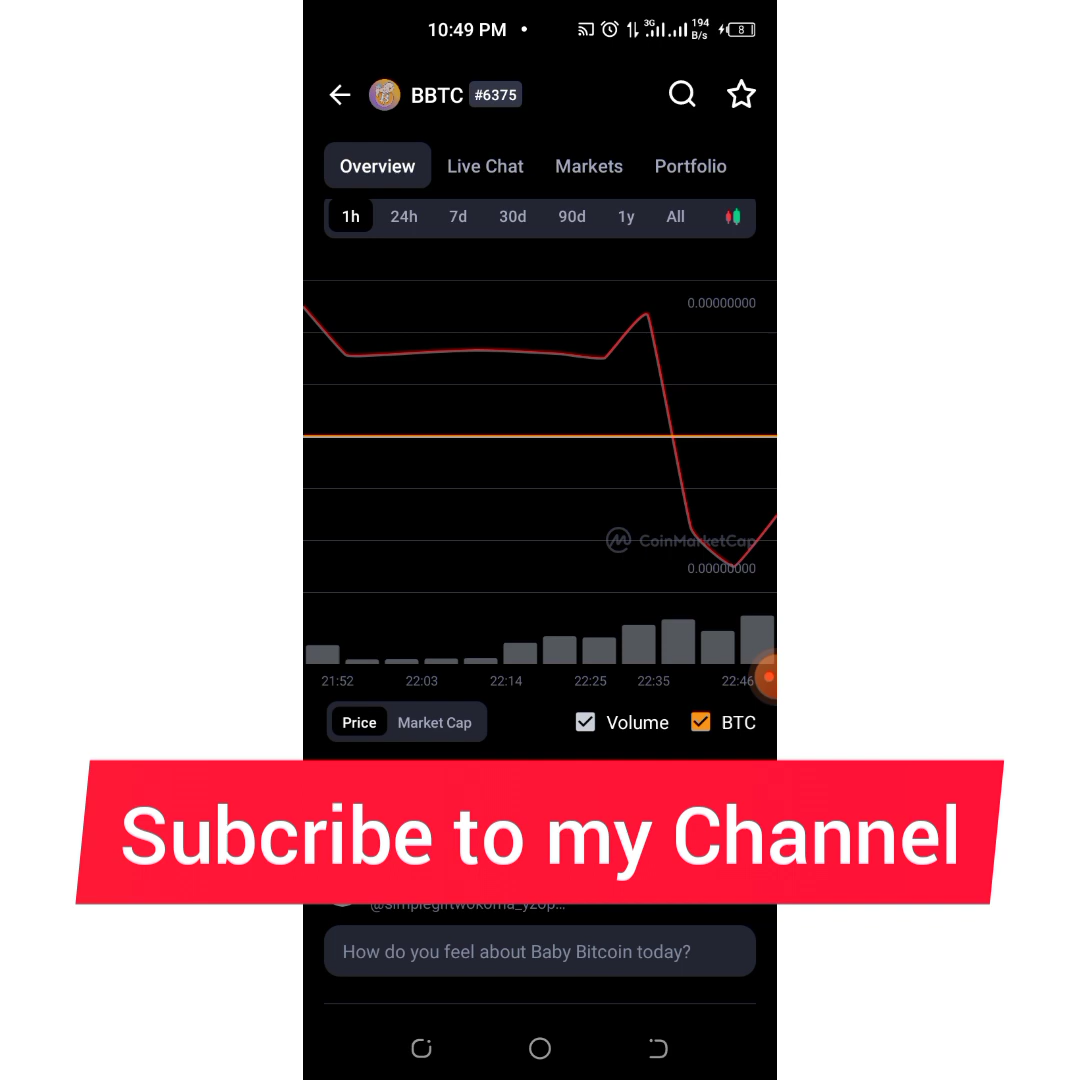 10:49 PM
3G 194 B/s 8
BBTC #6375
Overview Live Chat Markets Portfolio
1h 24h 7d 30d 90d 1y All
0.00000000
CoinMarketCap
0.00000000
21:52 22:03 22:14 22:25 22:35 22:46
Price Market Cap Volume BTC
Subcribe to my Channel
How do you feel about Baby Bitcoin today?